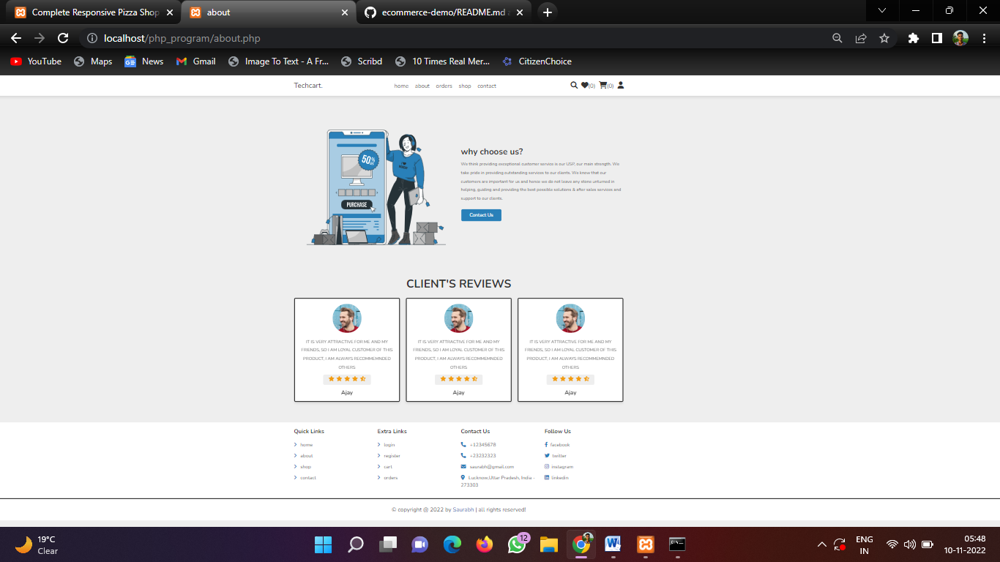 Complete Responsive Pizza Shop
about
ecommerce-demo/README.md a
localhost/php_program/about.php
YouTube
Maps
News
Gmail
Image To Text - A Fr...
Scribd
10 Times Real Mer...
CitizenChoice
Techcart.
home about orders shop contact
(0) (0)
50%
PURCHASE
why choose us?
We think providing exceptional customer service is our USP, our main strength. We
take pride in providing outstanding services to our clients. We know that our
customers are important for us and hence we do not leave any stone unturned in
helping, guiding and providing the best possible solutions & after sales services and
support to our clients.
Contact Us
CLIENT'S REVIEWS
IT IS VERY ATTRACTIVE FOR ME AND MY
FRIENDS, SO I AM LOYAL CUSTOMER OF THIS
PRODUCT, I AM ALWAYS RECOMMEMNDED
OTHERS
Ajay
IT IS VERY ATTRACTIVE FOR ME AND MY
FRIENDS, SO I AM LOYAL CUSTOMER OF THIS
PRODUCT, I AM ALWAYS RECOMMEMNDED
OTHERS
Ajay
IT IS VERY ATTRACTIVE FOR ME AND MY
FRIENDS, SO I AM LOYAL CUSTOMER OF THIS
PRODUCT, I AM ALWAYS RECOMMEMNDED
OTHERS
Ajay
Quick Links
home
about
shop
contact
Extra Links
login
register
cart
orders
Contact Us
+12345678
+23232323
saurabh@gmail.com
Lucknow,Uttar Pradesh, India -
273303
Follow Us
facebook
twitter
instagram
linkedin
© copyright @ 2022 by Saurabh | all rights reserved!
19°C
Clear
12
ENG
IN
05:48
10-11-2022